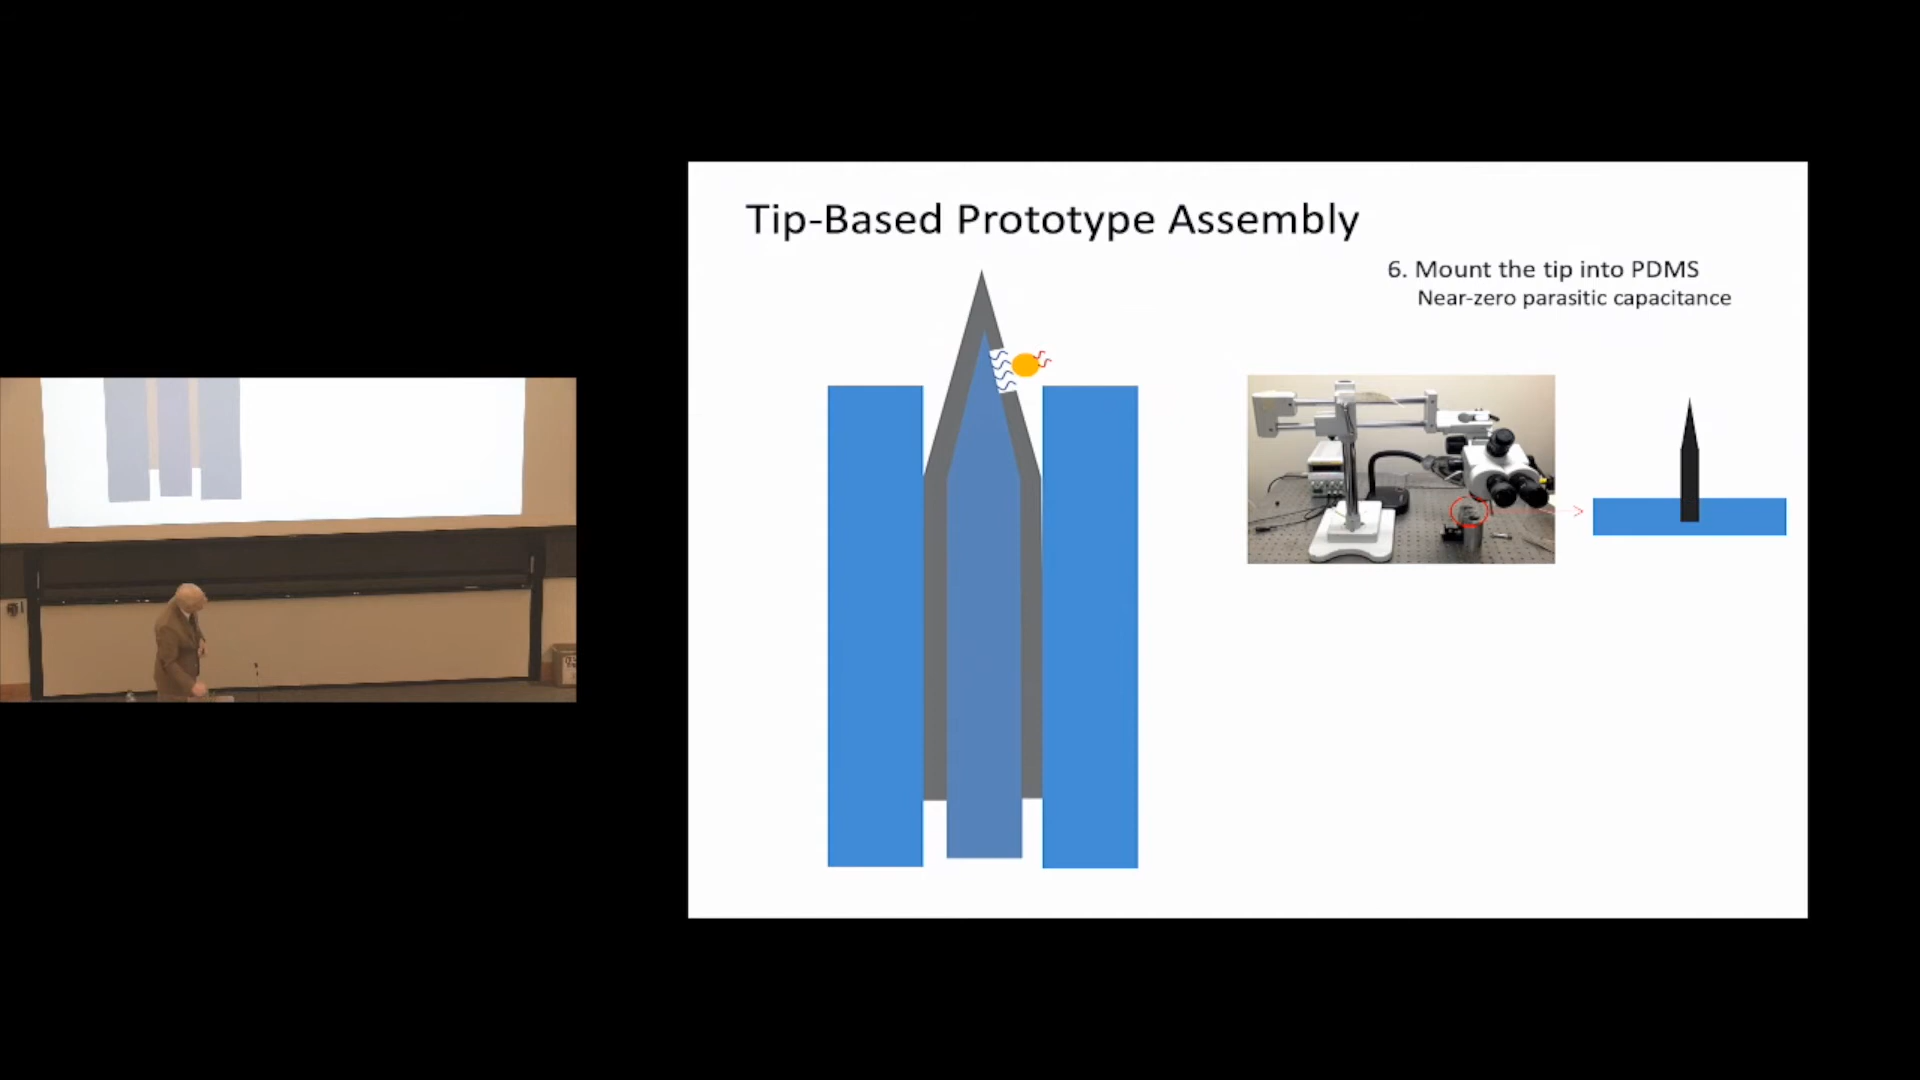 Tip-Based Prototype Assembly
6. Mount the tip into PDMS
Near-zero parasitic capacitance